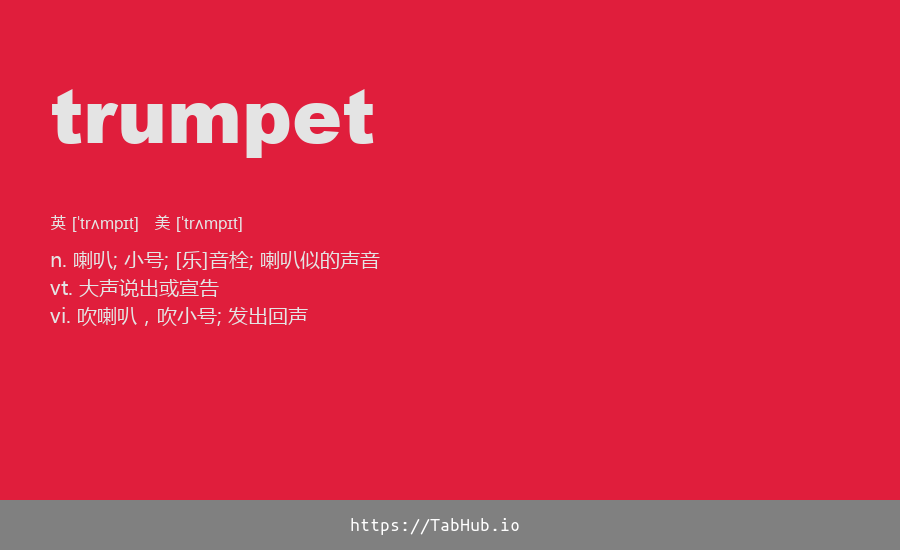 trumpet
英 [ˈtrʌmpɪt] 美 [ˈtrʌmpɪt]
n. 喇叭; 小号; [乐]音栓; 喇叭似的声音
vt. 大声说出或宣告
vi. 吹喇叭，吹小号; 发出回声
https://TabHub.io